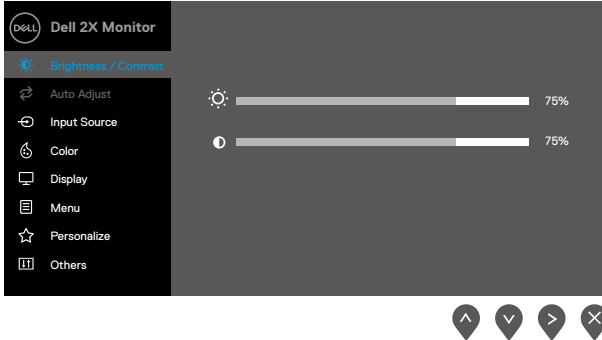 DELL Dell 2X Monitor
Brightness / Contrast
Auto Adjust
75%
Input Source
75%
Color
Display
Menu
Personalize
Others